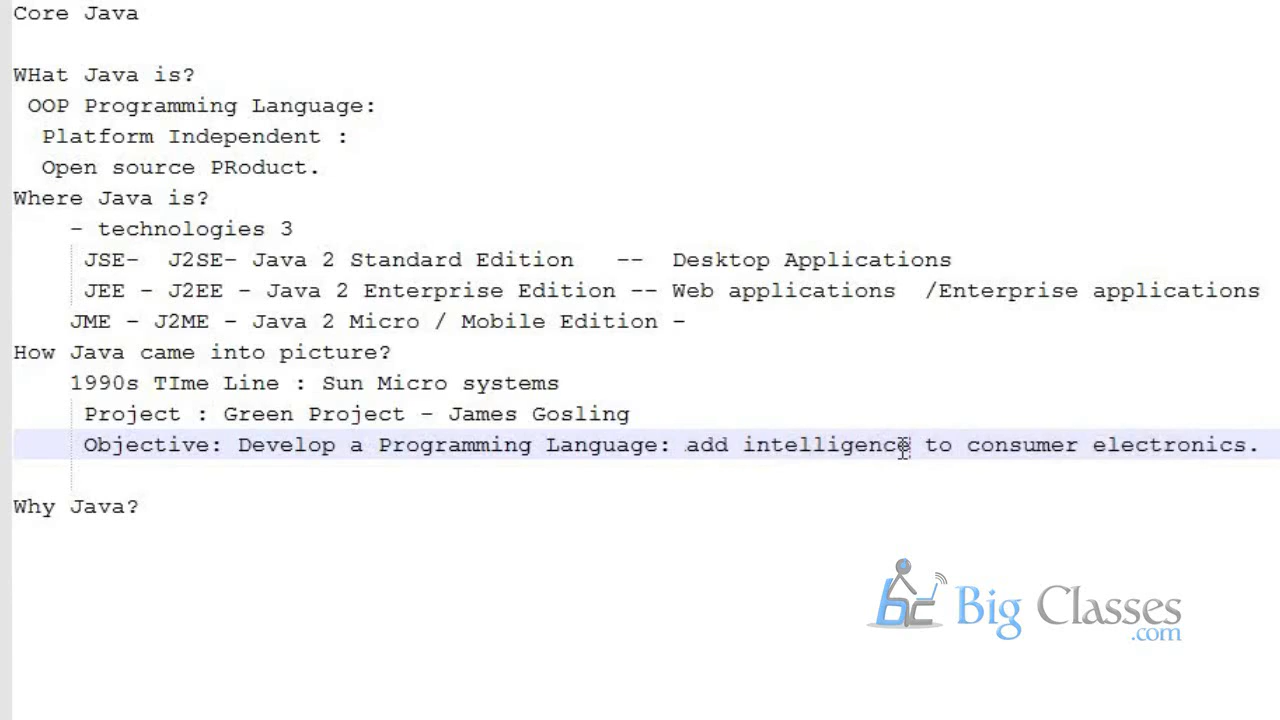 Core Java
WHat Java is?
OOP Programming Language:
Platform Independent :
Open source PRoduct.
Where Java is?
- technologies 3
JSE- J2SE- Java 2 Standard Edition -- Desktop Applications
JEE - J2EE - Java 2 Enterprise Edition -- Web applications /Enterprise applications
JME - J2ME - Java 2 Micro / Mobile Edition -
How Java came into picture?
1990s TIme Line : Sun Micro systems
Project : Green Project - James Gosling
Objective: Develop a Programming Language: add intelligence to consumer electronics.
Why Java?
bc Big Classes
.com